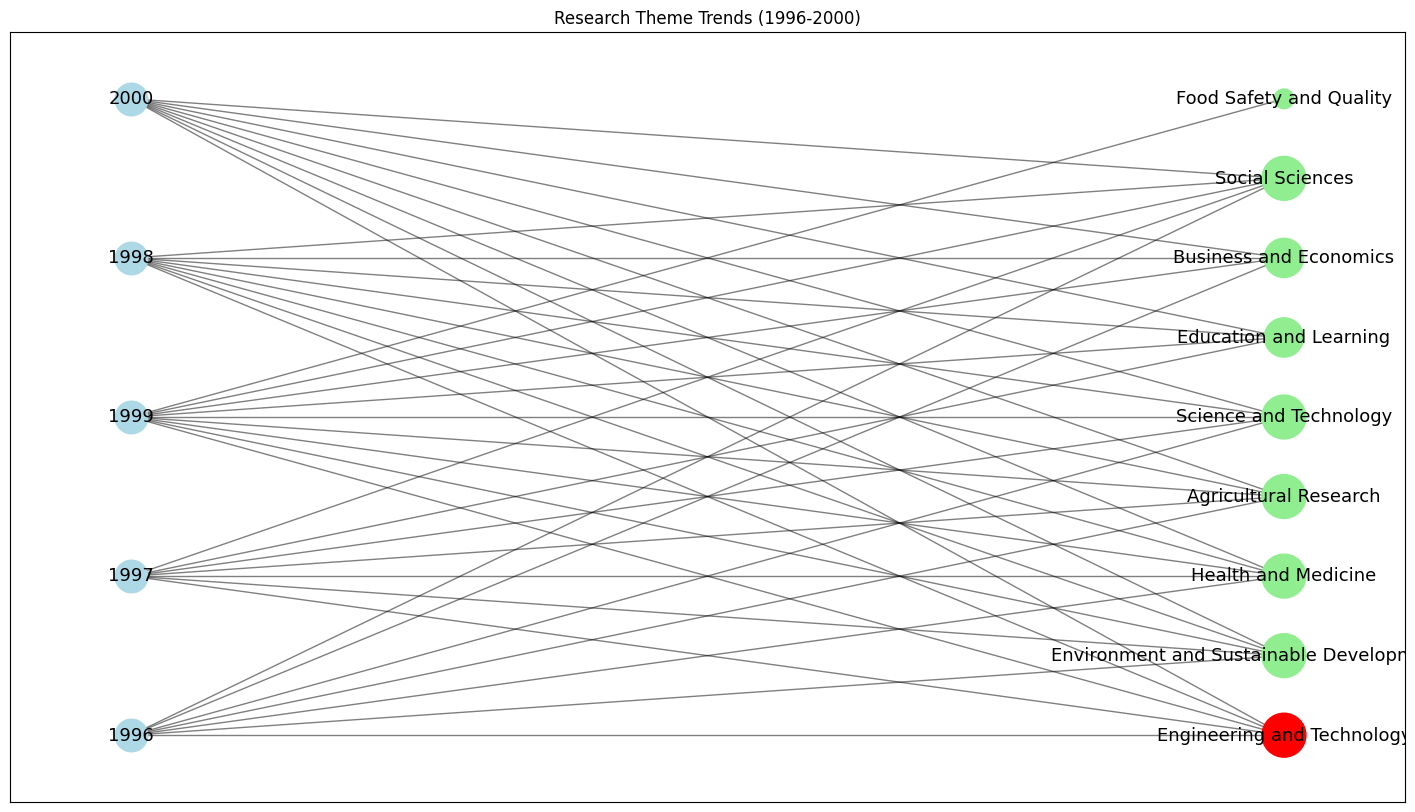 Research Theme Trends (1996-2000)
2000
Food Safety and Quality
Social Sciences
1998
Business and Economics
Education and Learning
1999
Science and Technology
Agricultural Research
1997
Health and Medicine
Environment and Sustainable Developm
1996
Engineering and Technology